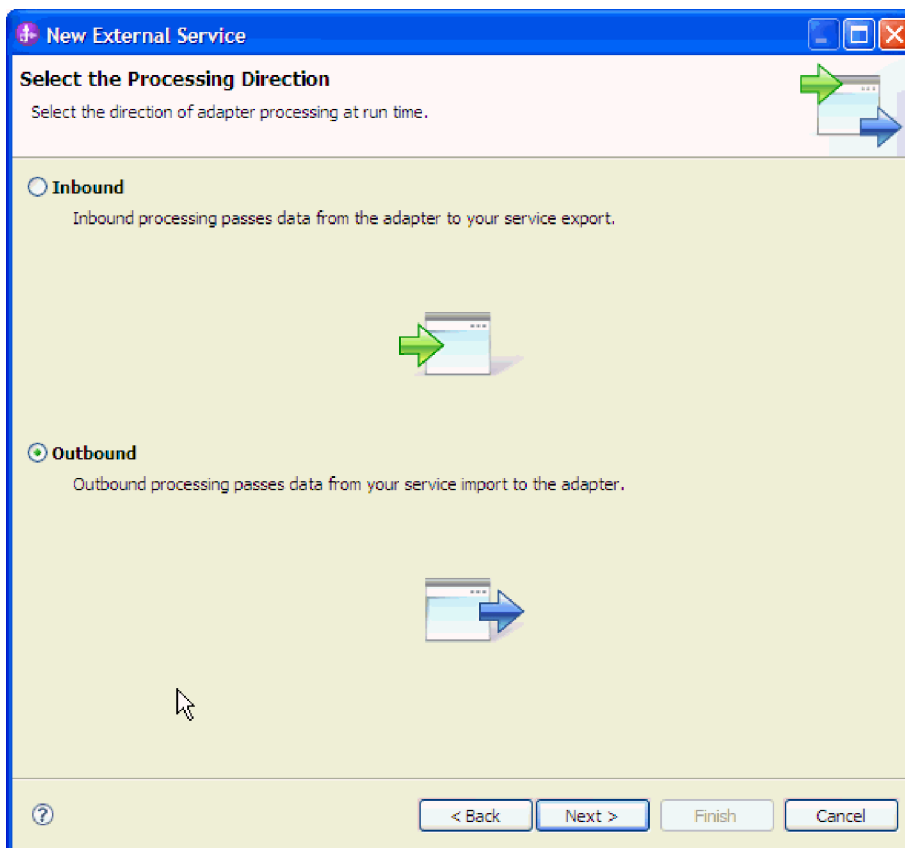 New External Service
Select the Processing Direction
Select the direction of adapter processing at run time.
Inbound
Inbound processing passes data from the adapter to your service export.
Outbound
Outbound processing passes data from your service import to the adapter.
< Back Next > Finish Cancel